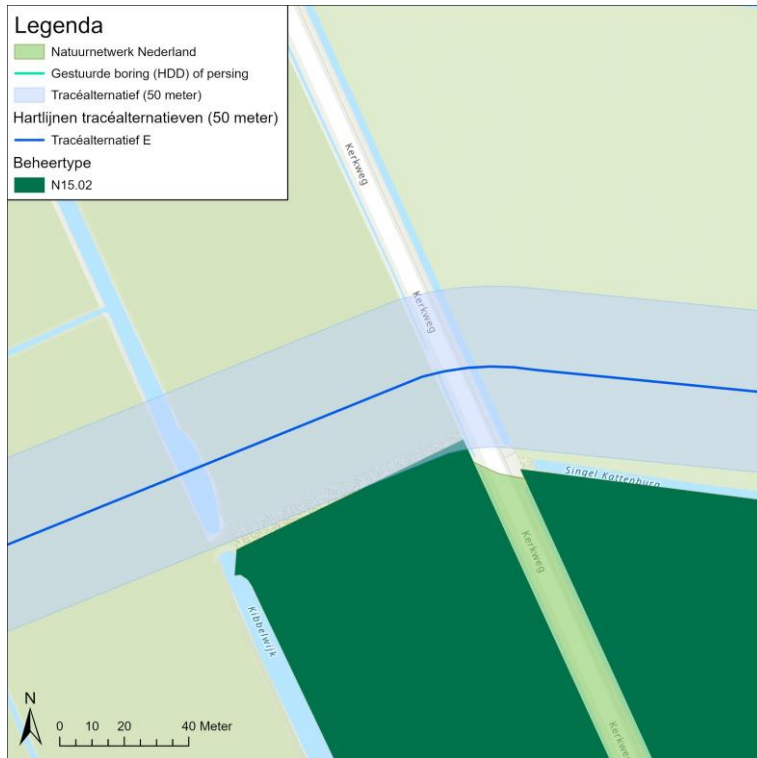 Legenda
Natuurnetwerk Nederland
Gestuurde boring (HDD) of persing
Tracéalternatief (50 meter)
Hartlijnen tracéalternatieven (50 meter)
Tracéalternatief E
Beheertype
N15.02
Kerkweg
Kerkweg
Singel Kattenburg
Kerkweg
Kibbelwijk
Kerkweg
N
0 10 20 40 Meter